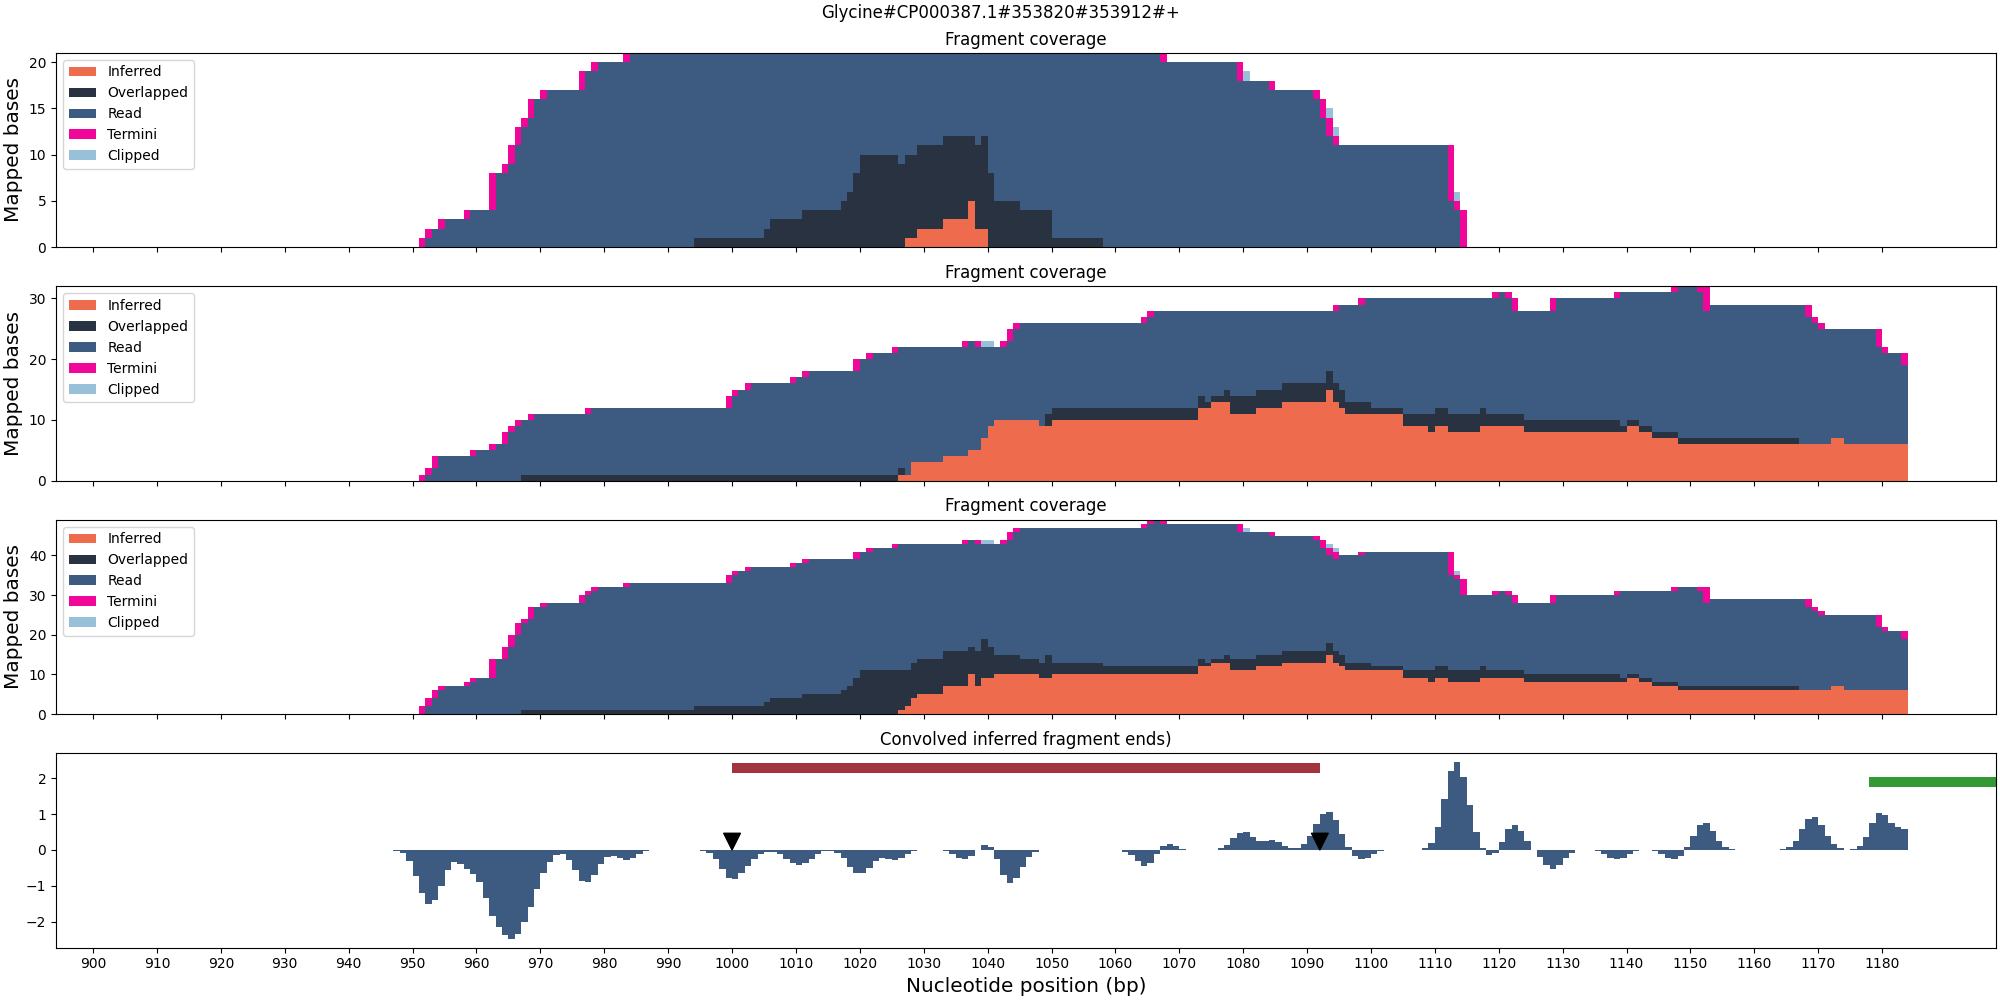 Glycine#CP000387.1#353820#353912#+
Fragment coverage
Mapped bases
20
15
10
5
0
Inferred
Overlapped
Read
Termini
Clipped
Fragment coverage
Mapped bases
30
20
10
0
Inferred
Overlapped
Read
Termini
Clipped
Fragment coverage
Mapped bases
40
30
20
10
0
Inferred
Overlapped
Read
Termini
Clipped
Convolved inferred fragment ends)
2
1
0
−1
−2
900 910 920 930 940 950 960 970 980 990 1000 1010 1020 1030 1040 1050 1060 1070 1080 1090 1100 1110 1120 1130 1140 1150 1160 1170 1180
Nucleotide position (bp)